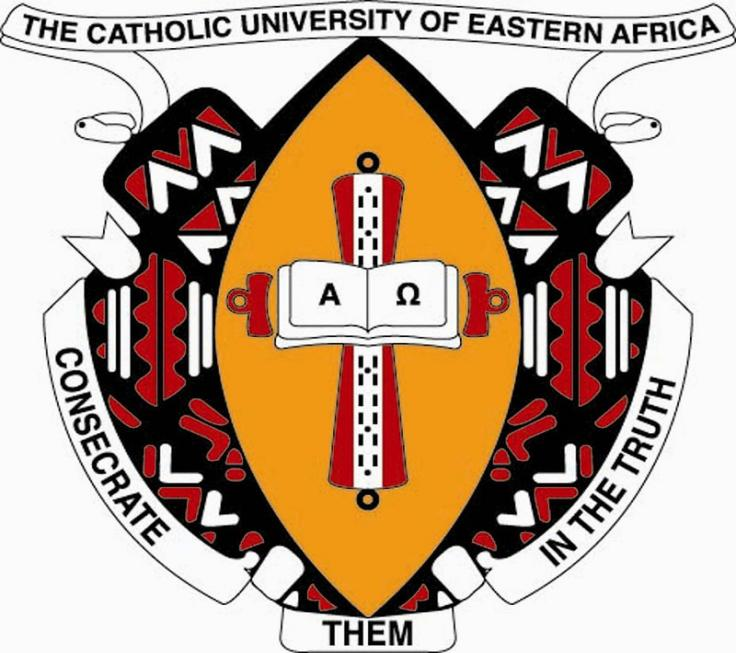 THE CATHOLIC UNIVERSITY OF EASTERN AFRICA
Α Ω
CONSECRATE
THEM
IN THE TRUTH